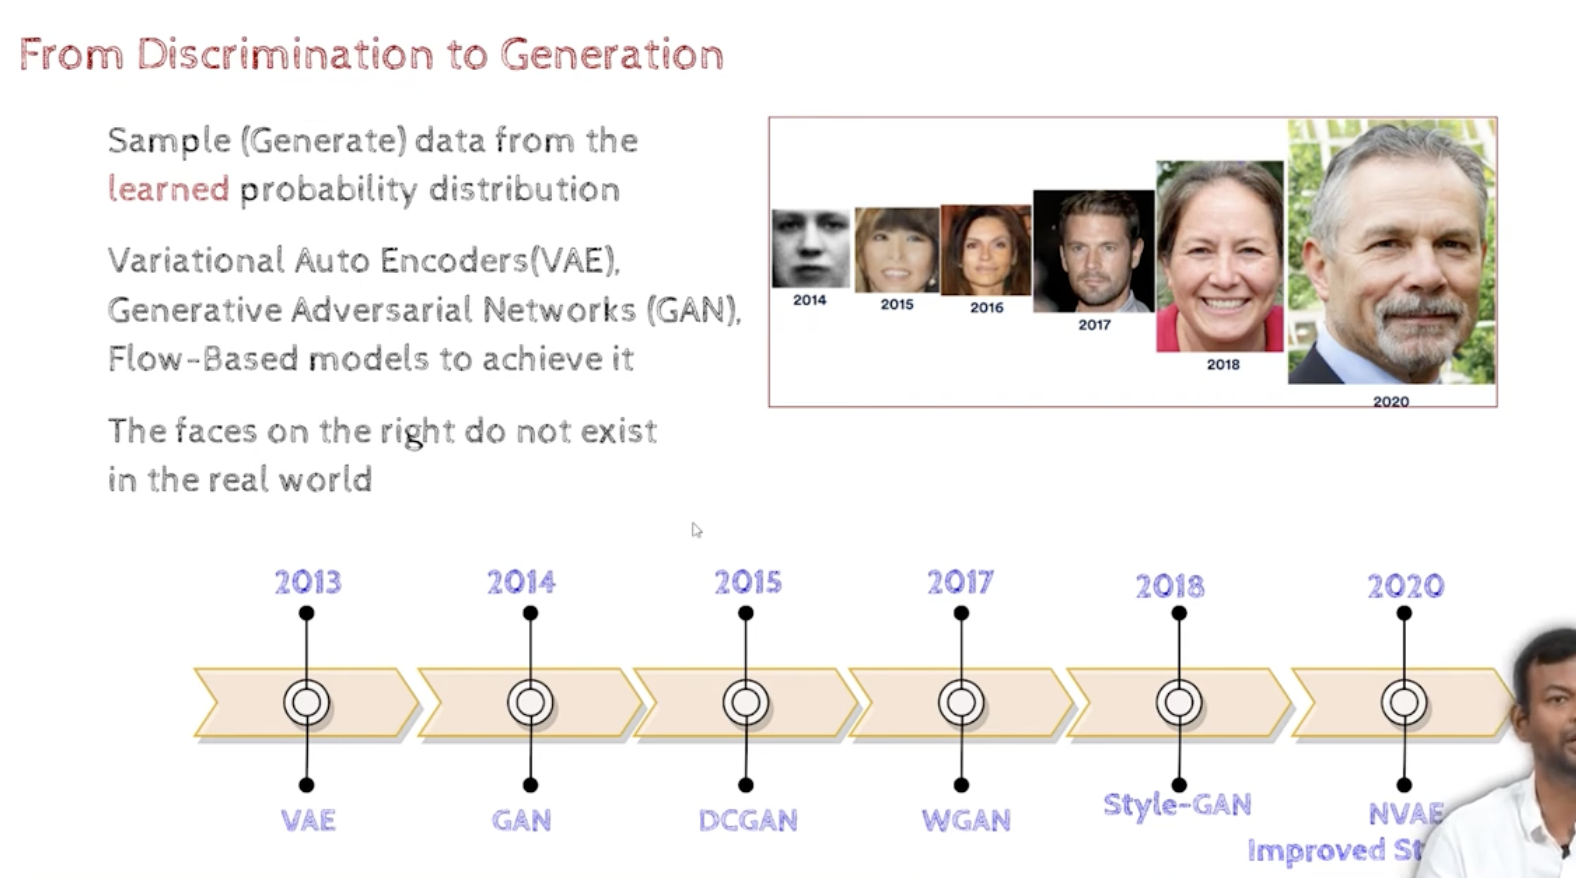 From Discrimination to Generation
Sample (Generate) data from the
learned probability distribution
Variational Auto Encoders(VAE),
Generative Adversarial Networks (GAN),
Flow-Based models to achieve it
The faces on the right do not exist
in the real world
2014
2015
2016
2017
2018
2020
2013
2014
2015
2017
2018
2020
VAE
GAN
DCGAN
WGAN
Style-GAN
NVAE
Improved St